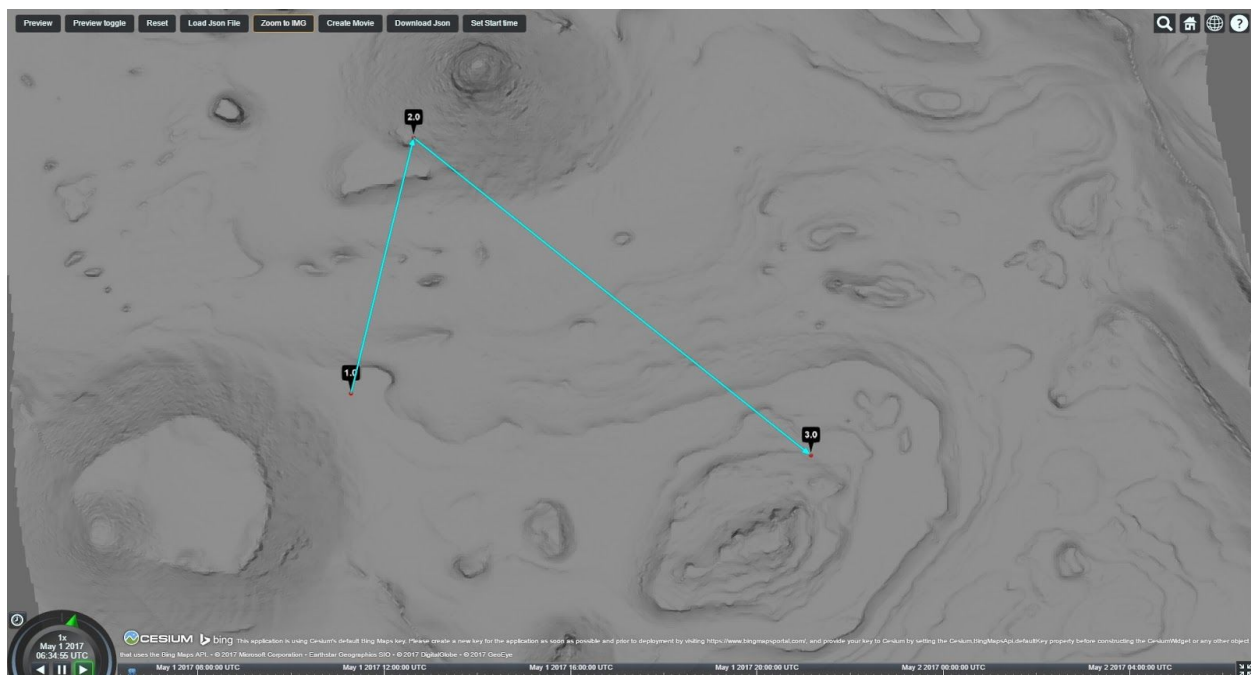 Preview Preview toggle Reset Load Json File Zoom to IMG Create Movie Download Json Set Start time ?
2.0
1.0
3.0
1x
May 1 2017
06:34:55 UTC
CESIUM bing This application is using Cesium's default Bing Maps key. Please create a new key for the application as soon as possible and prior to deployment by visiting https://www.bingmapsportal.com/, and provide your key to Cesium by setting the Cesium.BingMapsApi.defaultKey property before constructing the CesiumWidget or any other object
that uses the Bing Maps API. • © 2017 Microsoft Corporation • Earthstar Geographics SIO • © 2017 DigitalGlobe • © 2017 GeoEye
May 1 2017 08:00:00 UTC May 1 2017 12:00:00 UTC May 1 2017 16:00:00 UTC May 1 2017 20:00:00 UTC May 2 2017 00:00:00 UTC May 2 2017 04:00:00 UTC